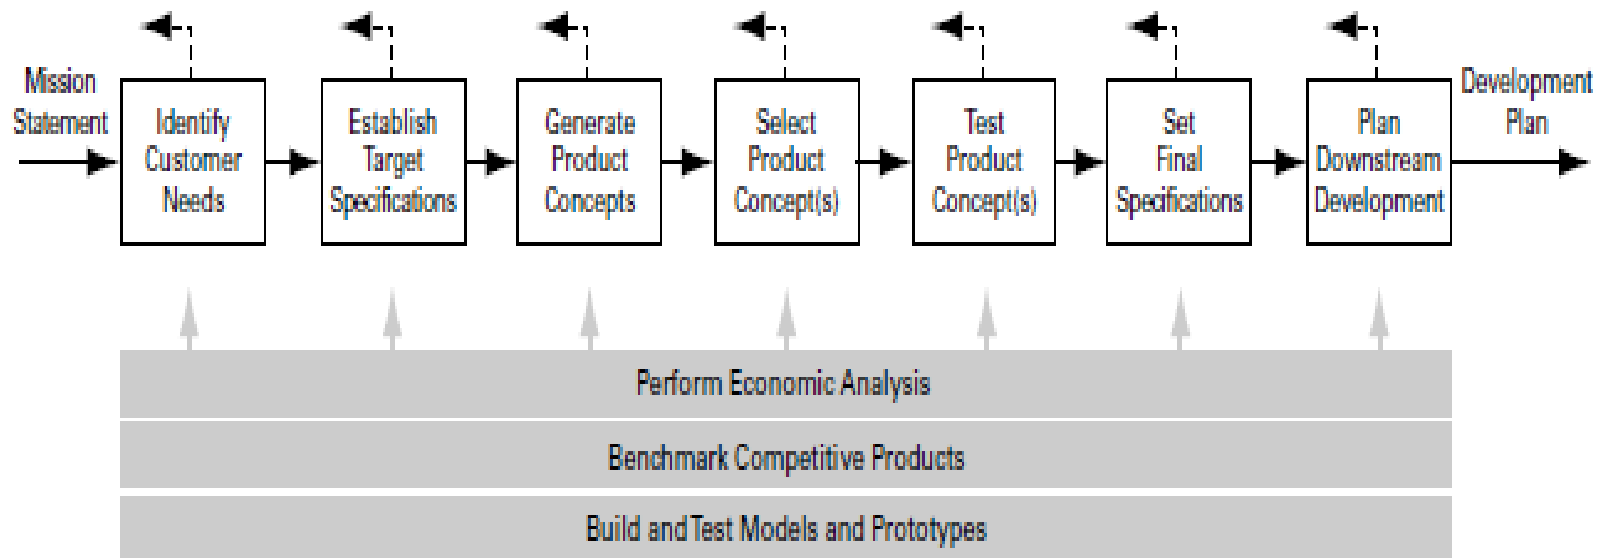 Mission
Statement
Identify
Customer
Needs
Establish
Target
Specifications
Generate
Product
Concepts
Select
Product
Concept(s)
Test
Product
Concept(s)
Set
Final
Specifications
Plan
Downstream
Development
Development
Plan
Perform Economic Analysis
Benchmark Competitive Products
Build and Test Models and Prototypes